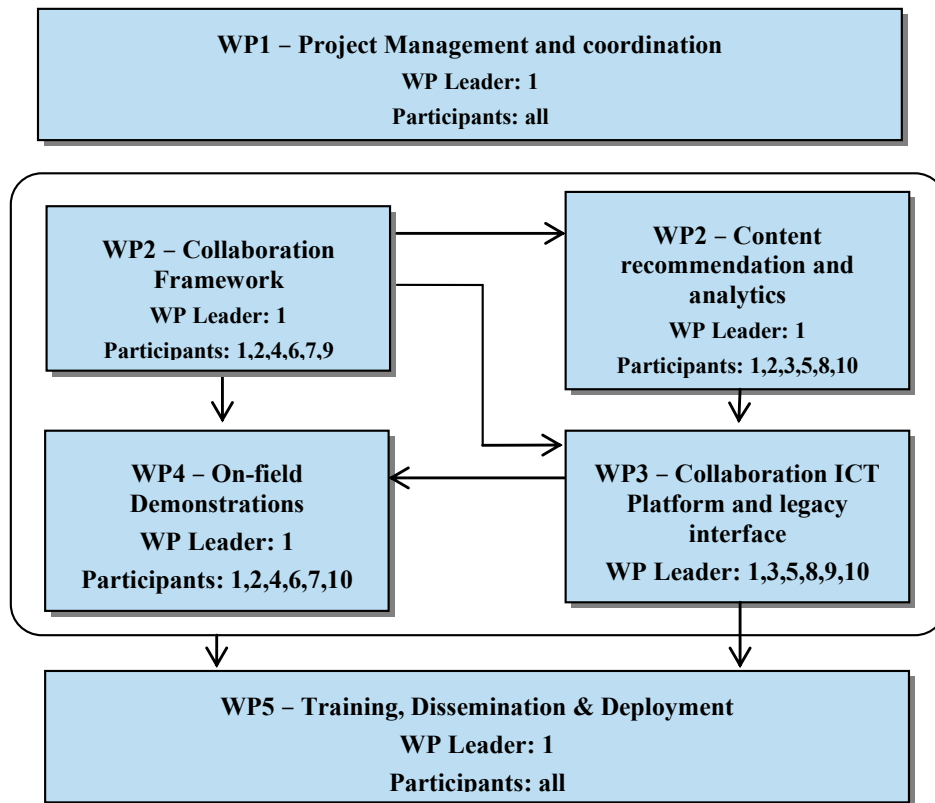 WP1 – Project Management and coordination
WP Leader: 1
Participants: all
WP2 – Collaboration
Framework
WP Leader: 1
Participants: 1,2,4,6,7,9
WP2 – Content
recommendation and
analytics
WP Leader: 1
Participants: 1,2,3,5,8,10
WP4 – On-field
Demonstrations
WP Leader: 1
Participants: 1,2,4,6,7,10
WP3 – Collaboration ICT
Platform and legacy
interface
WP Leader: 1,3,5,8,9,10
WP5 – Training, Dissemination & Deployment
WP Leader: 1
Participants: all